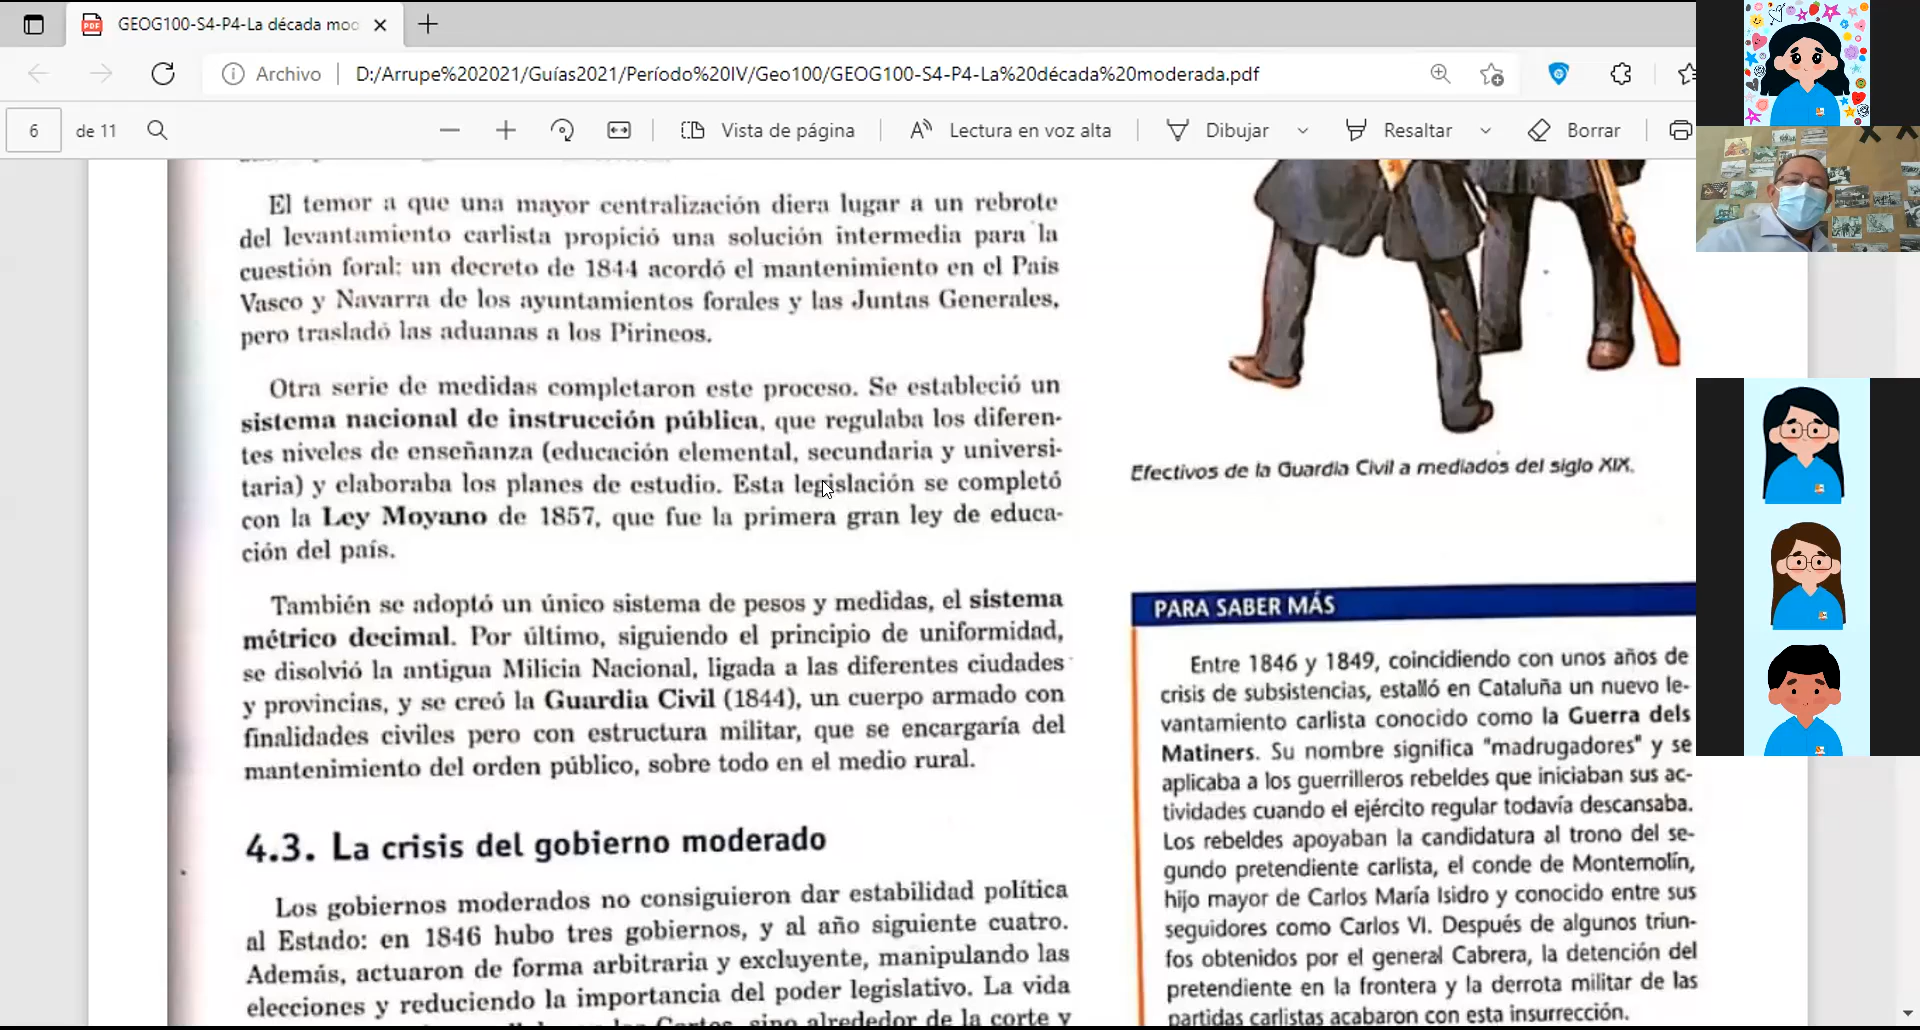 GEOG100-S4-P4-La década mod
Archivo
D:/Arrupe%202021/Guías2021/Período%20IV/Geo100/GEOG100-S4-P4-La%20década%20moderada.pdf
6 de 11
Vista de página
Lectura en voz alta
Dibujar
Resaltar
Borrar
El temor a que una mayor centralización diera lugar a un rebrote
del levantamiento carlista propició una solución intermedia para la
cuestión foral: un decreto de 1844 acordó el mantenimiento en el País
Vasco y Navarra de los ayuntamientos forales y las Juntas Generales,
pero trasladó las aduanas a los Pirineos.
Otra serie de medidas completaron este proceso. Se estableció un
sistema nacional de instrucción pública, que regulaba los diferen-
tes niveles de enseñanza (educación elemental, secundaria y universi-
taria) y elaboraba los planes de estudio. Esta legislación se completó
con la Ley Moyano de 1857, que fue la primera gran ley de educa-
ción del país.
También se adoptó un único sistema de pesos y medidas, el sistema
métrico decimal. Por último, siguiendo el principio de uniformidad,
se disolvió la antigua Milicia Nacional, ligada a las diferentes ciudades
y provincias, y se creó la Guardia Civil (1844), un cuerpo armado con
finalidades civiles pero con estructura militar, que se encargaría del
mantenimiento del orden público, sobre todo en el medio rural.
4.3. La crisis del gobierno moderado
Los gobiernos moderados no consiguieron dar estabilidad política
al Estado: en 1846 hubo tres gobiernos, y al año siguiente cuatro.
Además, actuaron de forma arbitraria y excluyente, manipulando las
elecciones y reduciendo la importancia del poder legislativo. La vida
Cortes, sino alrededor de la corte y
Efectivos de la Guardia Civil a mediados del siglo XIX.
PARA SABER MÁS
Entre 1846 y 1849, coincidiendo con unos años de
crisis de subsistencias, estalló en Cataluña un nuevo le-
vantamiento carlista conocido como la Guerra dels
Matiners. Su nombre significa "madrugadores" y se
aplicaba a los guerrilleros rebeldes que iniciaban sus ac-
tividades cuando el ejército regular todavía descansaba.
Los rebeldes apoyaban la candidatura al trono del se-
gundo pretendiente carlista, el conde de Montemolín,
hijo mayor de Carlos María Isidro y conocido entre sus
seguidores como Carlos VI. Después de algunos triun-
fos obtenidos por el general Cabrera, la detención del
pretendiente en la frontera y la derrota militar de las
partidas carlistas acabaron con esta insurrección.